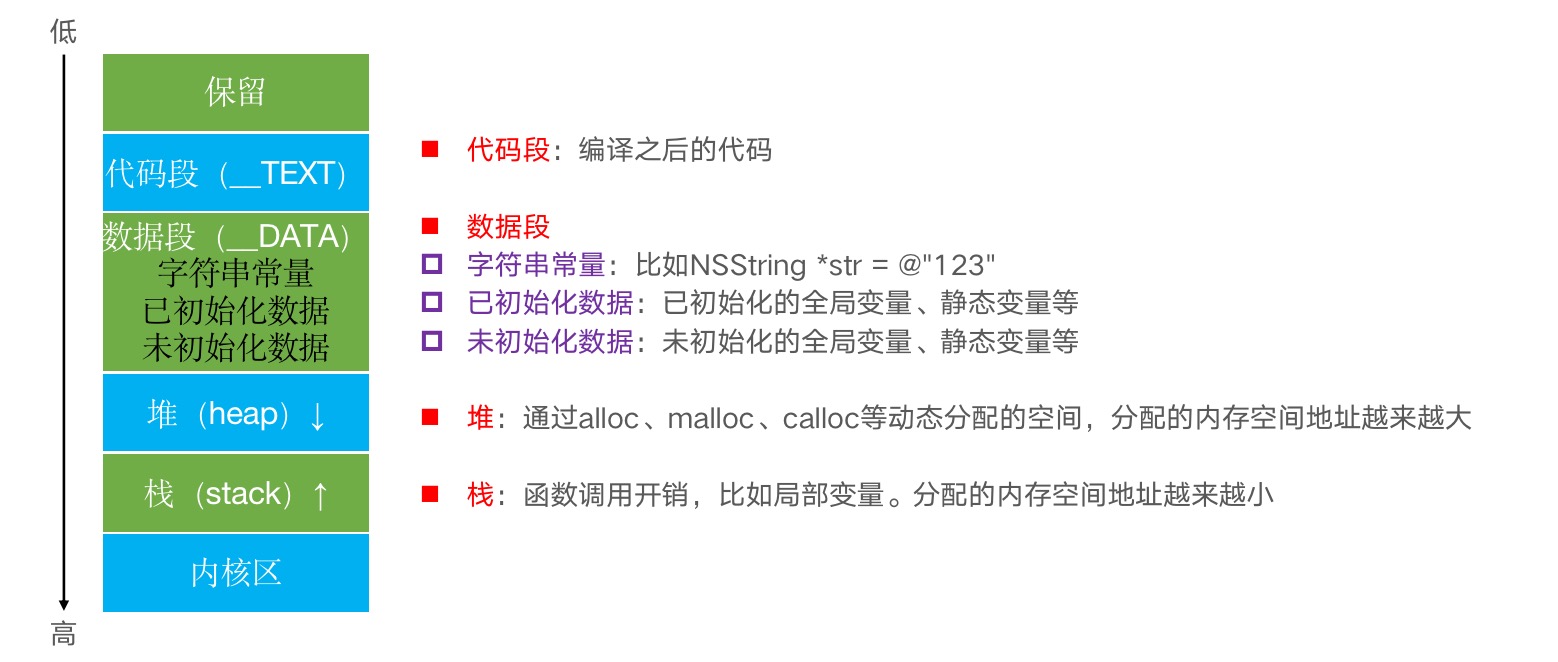 低
保留
代码段（__TEXT）
数据段（__DATA）
字符串常量
已初始化数据
未初始化数据
堆（heap）↓
栈（stack）↑
内核区
高
代码段：编译之后的代码
数据段
字符串常量：比如NSString *str = @"123"
已初始化数据：已初始化的全局变量、静态变量等
未初始化数据：未初始化的全局变量、静态变量等
堆：通过alloc、malloc、calloc等动态分配的空间，分配的内存空间地址越来越大
栈：函数调用开销，比如局部变量。分配的内存空间地址越来越小